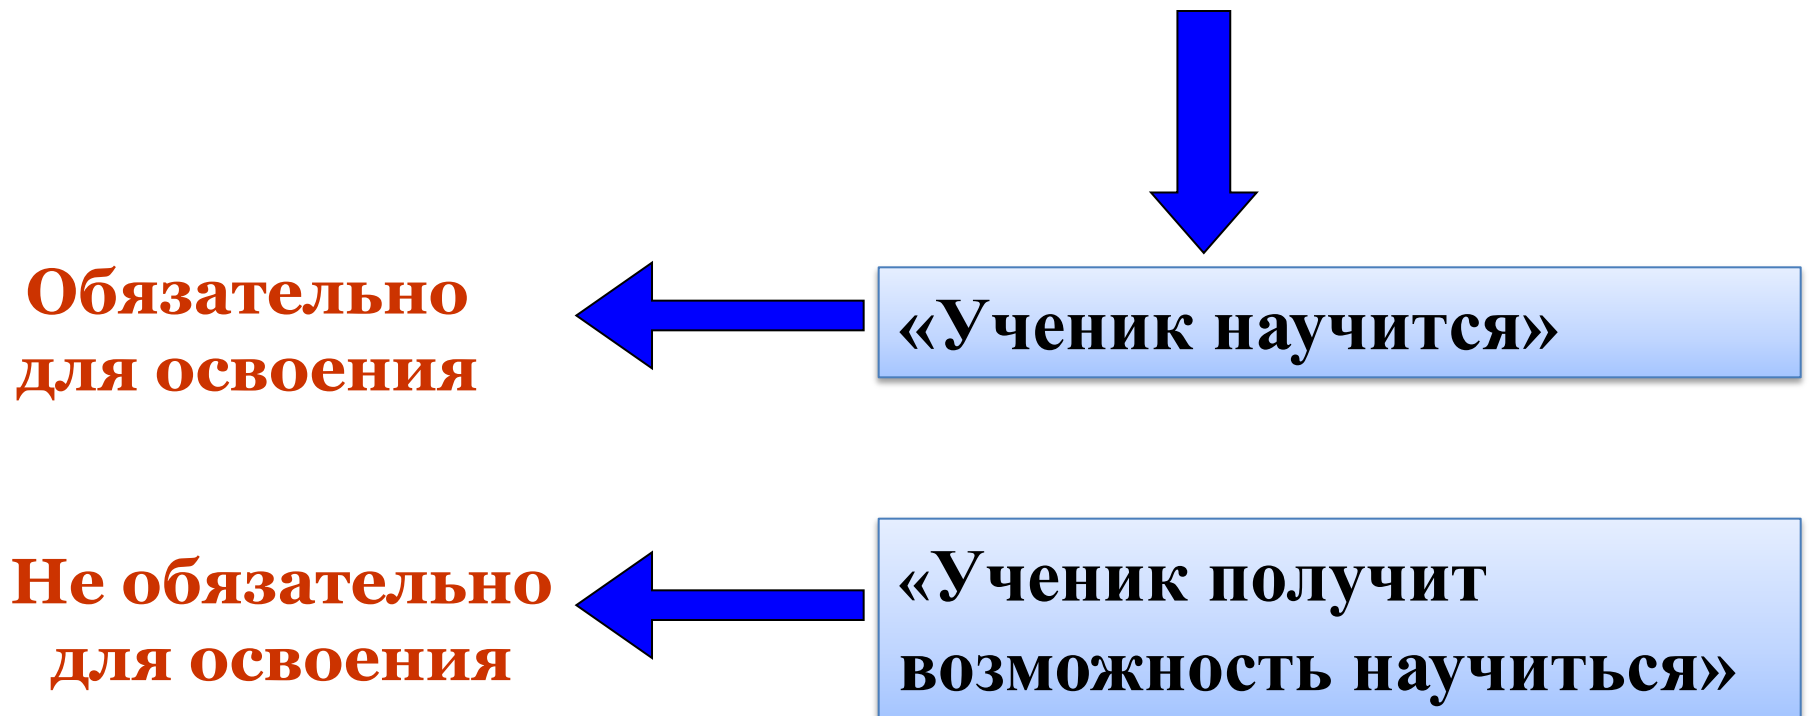 Обязательно
для освоения
«Ученик научится»
Не обязательно
для освоения
«Ученик получит
возможность научиться»